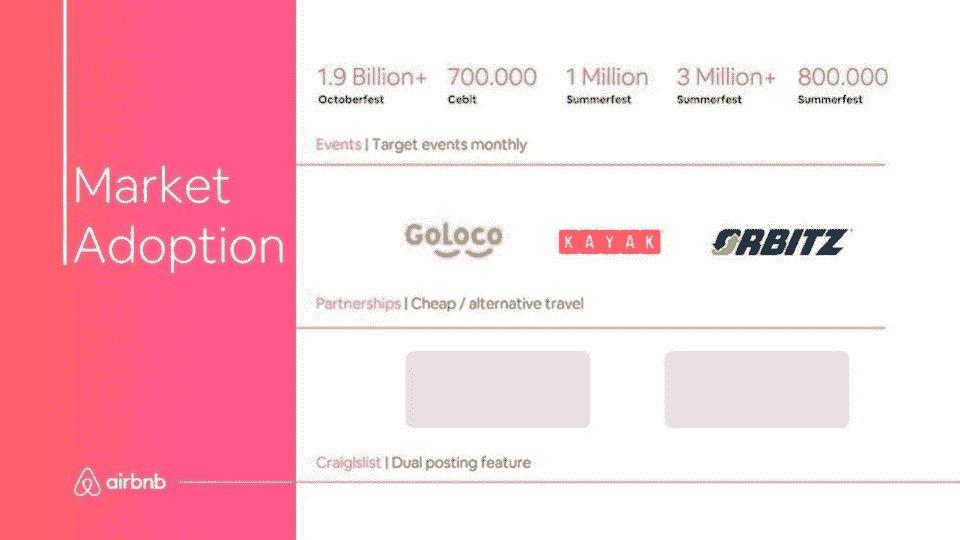 Market
Adoption
airbnb
1.9 Billion+ 700.000 1 Million 3 Million+ 800.000
Octoberfest Cebit Summerfest Summerfest Summerfest
Events | Target events monthly
GoLoco KAYAK ORBITZ
Partnerships | Cheap / alternative travel
Craiglslist | Dual posting feature